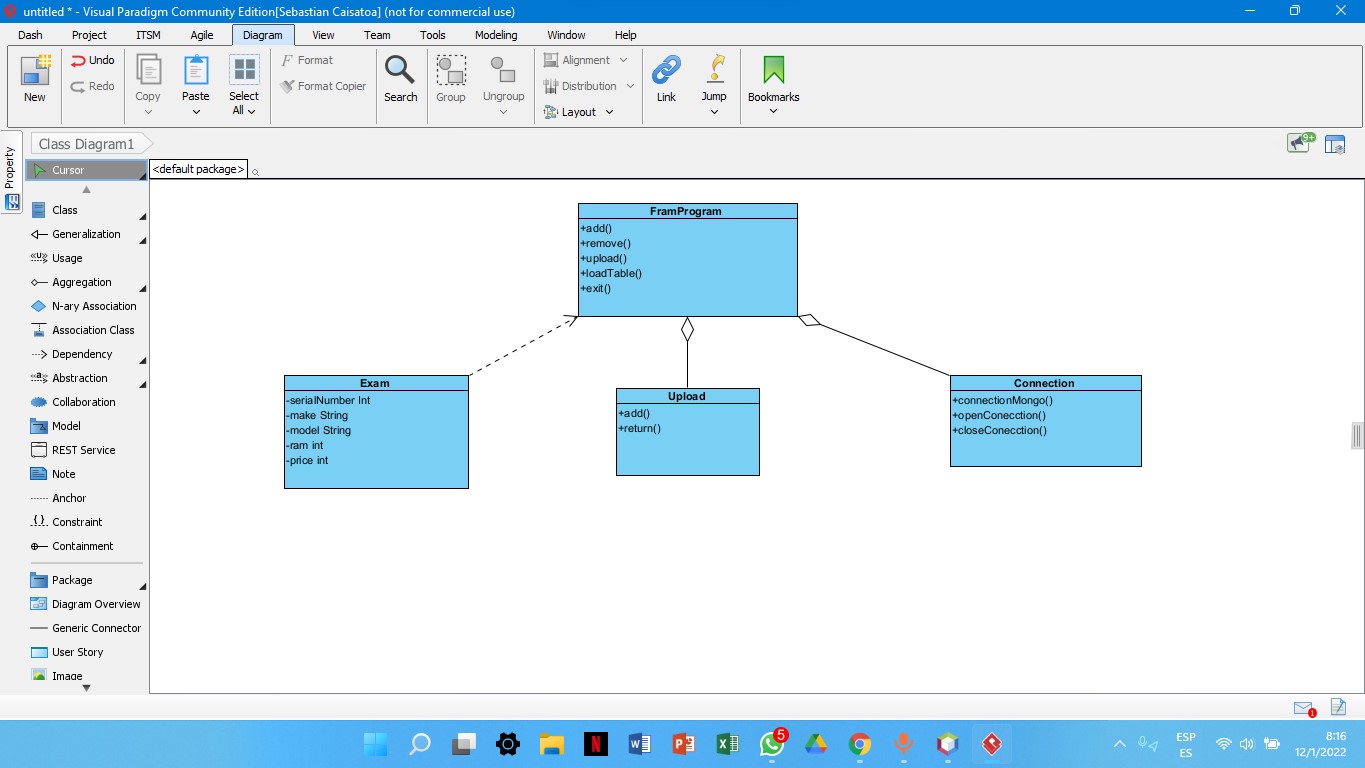 untitled * - Visual Paradigm Community Edition[Sebastian Caisatoa] (not for commercial use)
Dash Project ITSM Agile Diagram View Team Tools Modeling Window Help
New
Undo
Redo
Copy
Paste
Select
All
Format
Format Copier
Search
Group
Ungroup
Alignment
Distribution
Layout
Link
Jump
Bookmarks
Property
Class Diagram1
9+
Cursor
<default package>
Class
Generalization
Usage
Aggregation
N-ary Association
Association Class
Dependency
Abstraction
Collaboration
Model
REST Service
Note
Anchor
Constraint
Containment
Package
Diagram Overview
Generic Connector
User Story
Image
FramProgram
+add()
+remove()
+upload()
+loadTable()
+exit()
Exam
-serialNumber Int
-make String
-model String
-ram int
-price int
Upload
+add()
+return()
Connection
+connectionMongo()
+openConecction()
+closeConecction()
1
5
ESP
ES
8:16
12/1/2022